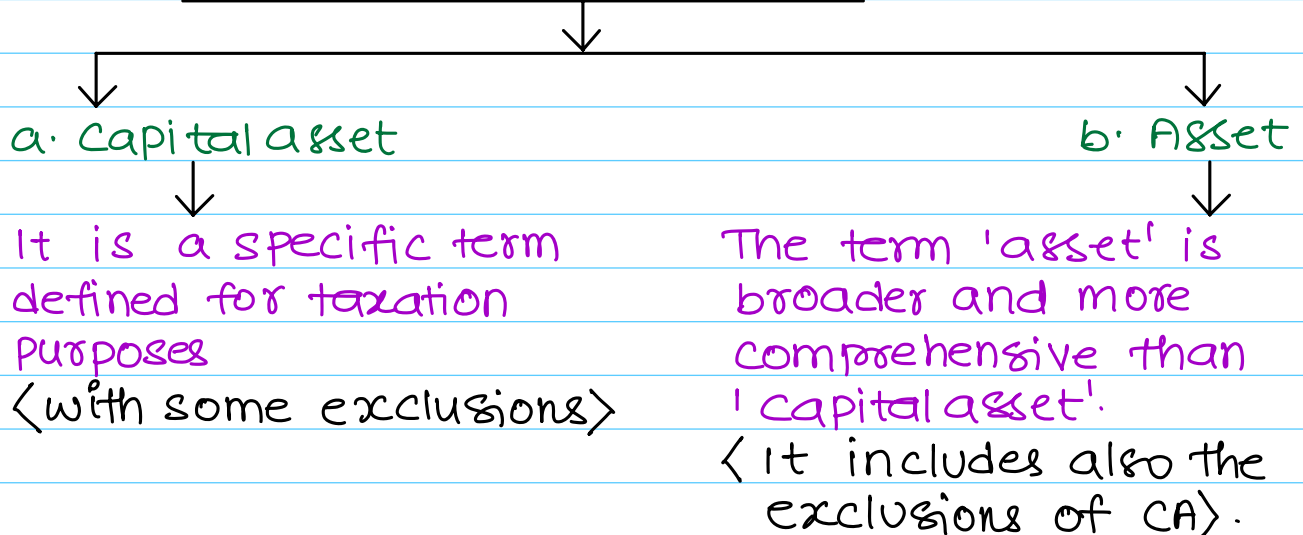 a. Capital asset
It is a specific term
defined for taxation
purposes
<with some exclusions>
b. Asset
The term 'asset' is
broader and more
comprehensive than
'capital asset'.
<It includes also the
exclusions of CA>.